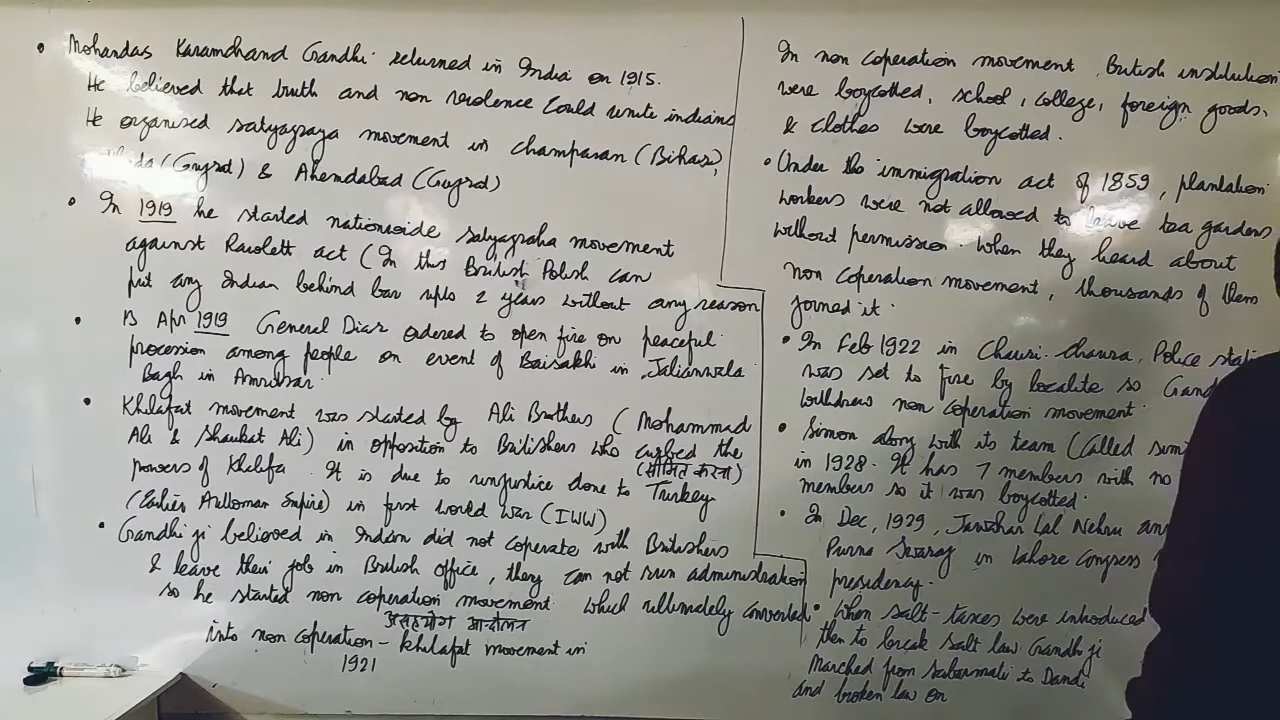 Mohandas Karamchand Gandhi returned in India on 1915.
He believed that truth and non violence could unite indians
He organised satyagraya movement in champaran (Bihar),
(Gujrat) & Ahemdabad (Gujrat)
In 1919 he started nationwide satyagraha movement
against Rawlett act (In this British Polish can
put any Indian behind bar upto 2 years without any reason
13 Apr 1919 General Diar ordered to open fire on peaceful
procession among people on event of Baisakhi in Jalianwala
Bagh in Amritsar.
Khilafat movement was started by Ali Brothers (Mohammad
Ali & Shaukat Ali) in opposition to Britishers who curbed the
(सीमित करना)
powers of Khalifa. It is due to unjustice done to Turkey
(Earlier Aultoman Empire) in first world war (IWW)
Gandhi ji believed in Indian did not coperate with Britishers
& leave their job in British office, they can not run administration
so he started non coperation movement which ultimately converted
असहयोग आन्दोलन
into non coperation - khilafat movement in
1921
In non coperation movement, British institution
were boycotted, school, college, foreign goods,
& clothes were boycotted.
Under the immigration act of 1859, plantation
workers were not allowed to leave tea gardens
without permission. When they heard about
non coperation movement, thousands of them
joined it.
In Feb 1922 in Chauri-Chaura, Police
was set to fire by localite so
withdrew non coperation movement.
Simon along with its team (Called
in 1928. It has 7 members with no
members so it was boycotted.
In Dec, 1929, Jawahar Lal Nehru
Purna Swaraj in Lahore Congress
presidency.
When salt-taxes were introduced
then to break salt law Gandhi ji
Marched from Sabarmati to Dandi
and broken law on